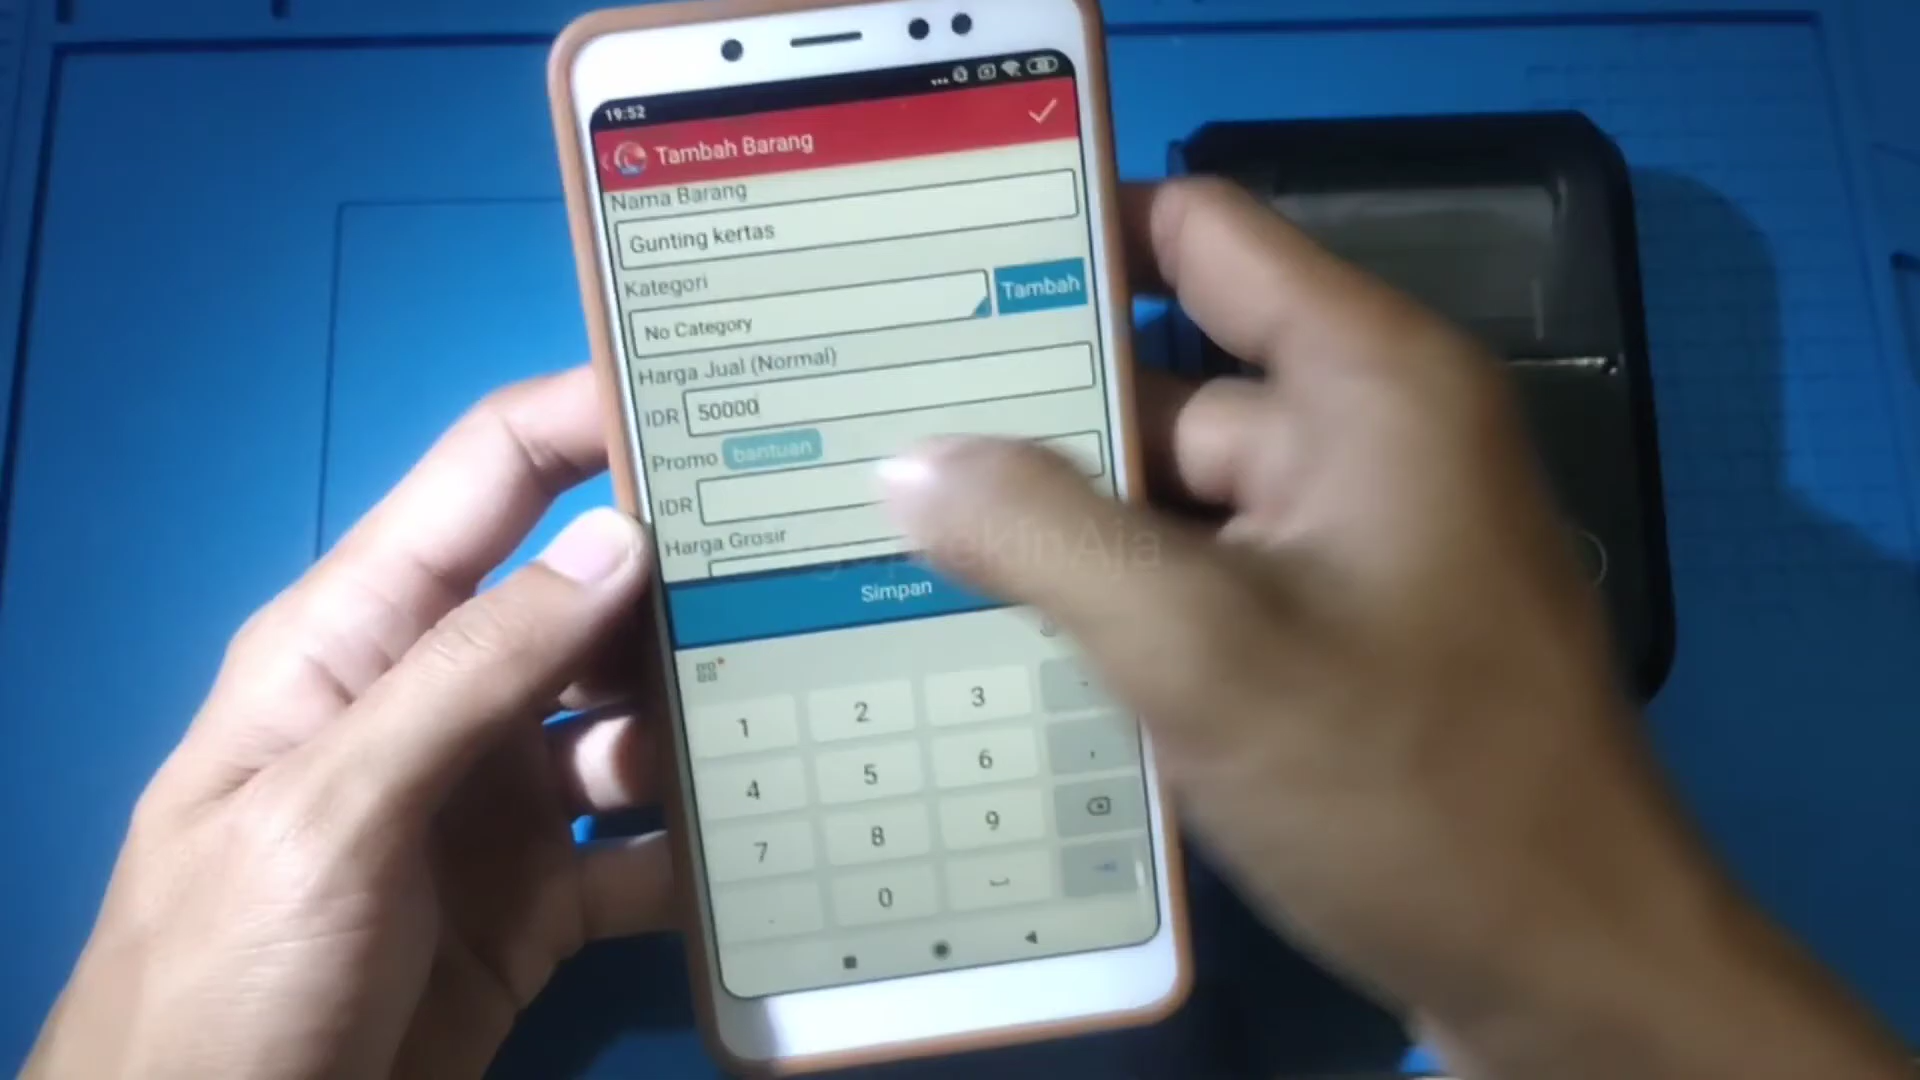 19:52
Tambah Barang
Nama Barang
Gunting kertas
Kategori
No Category
Tambah
Harga Jual (Normal)
IDR 50000
Promo bantuan
IDR
Harga Grosir
Simpan
1 2 3 -
4 5 6 ,
7 8 9
. 0